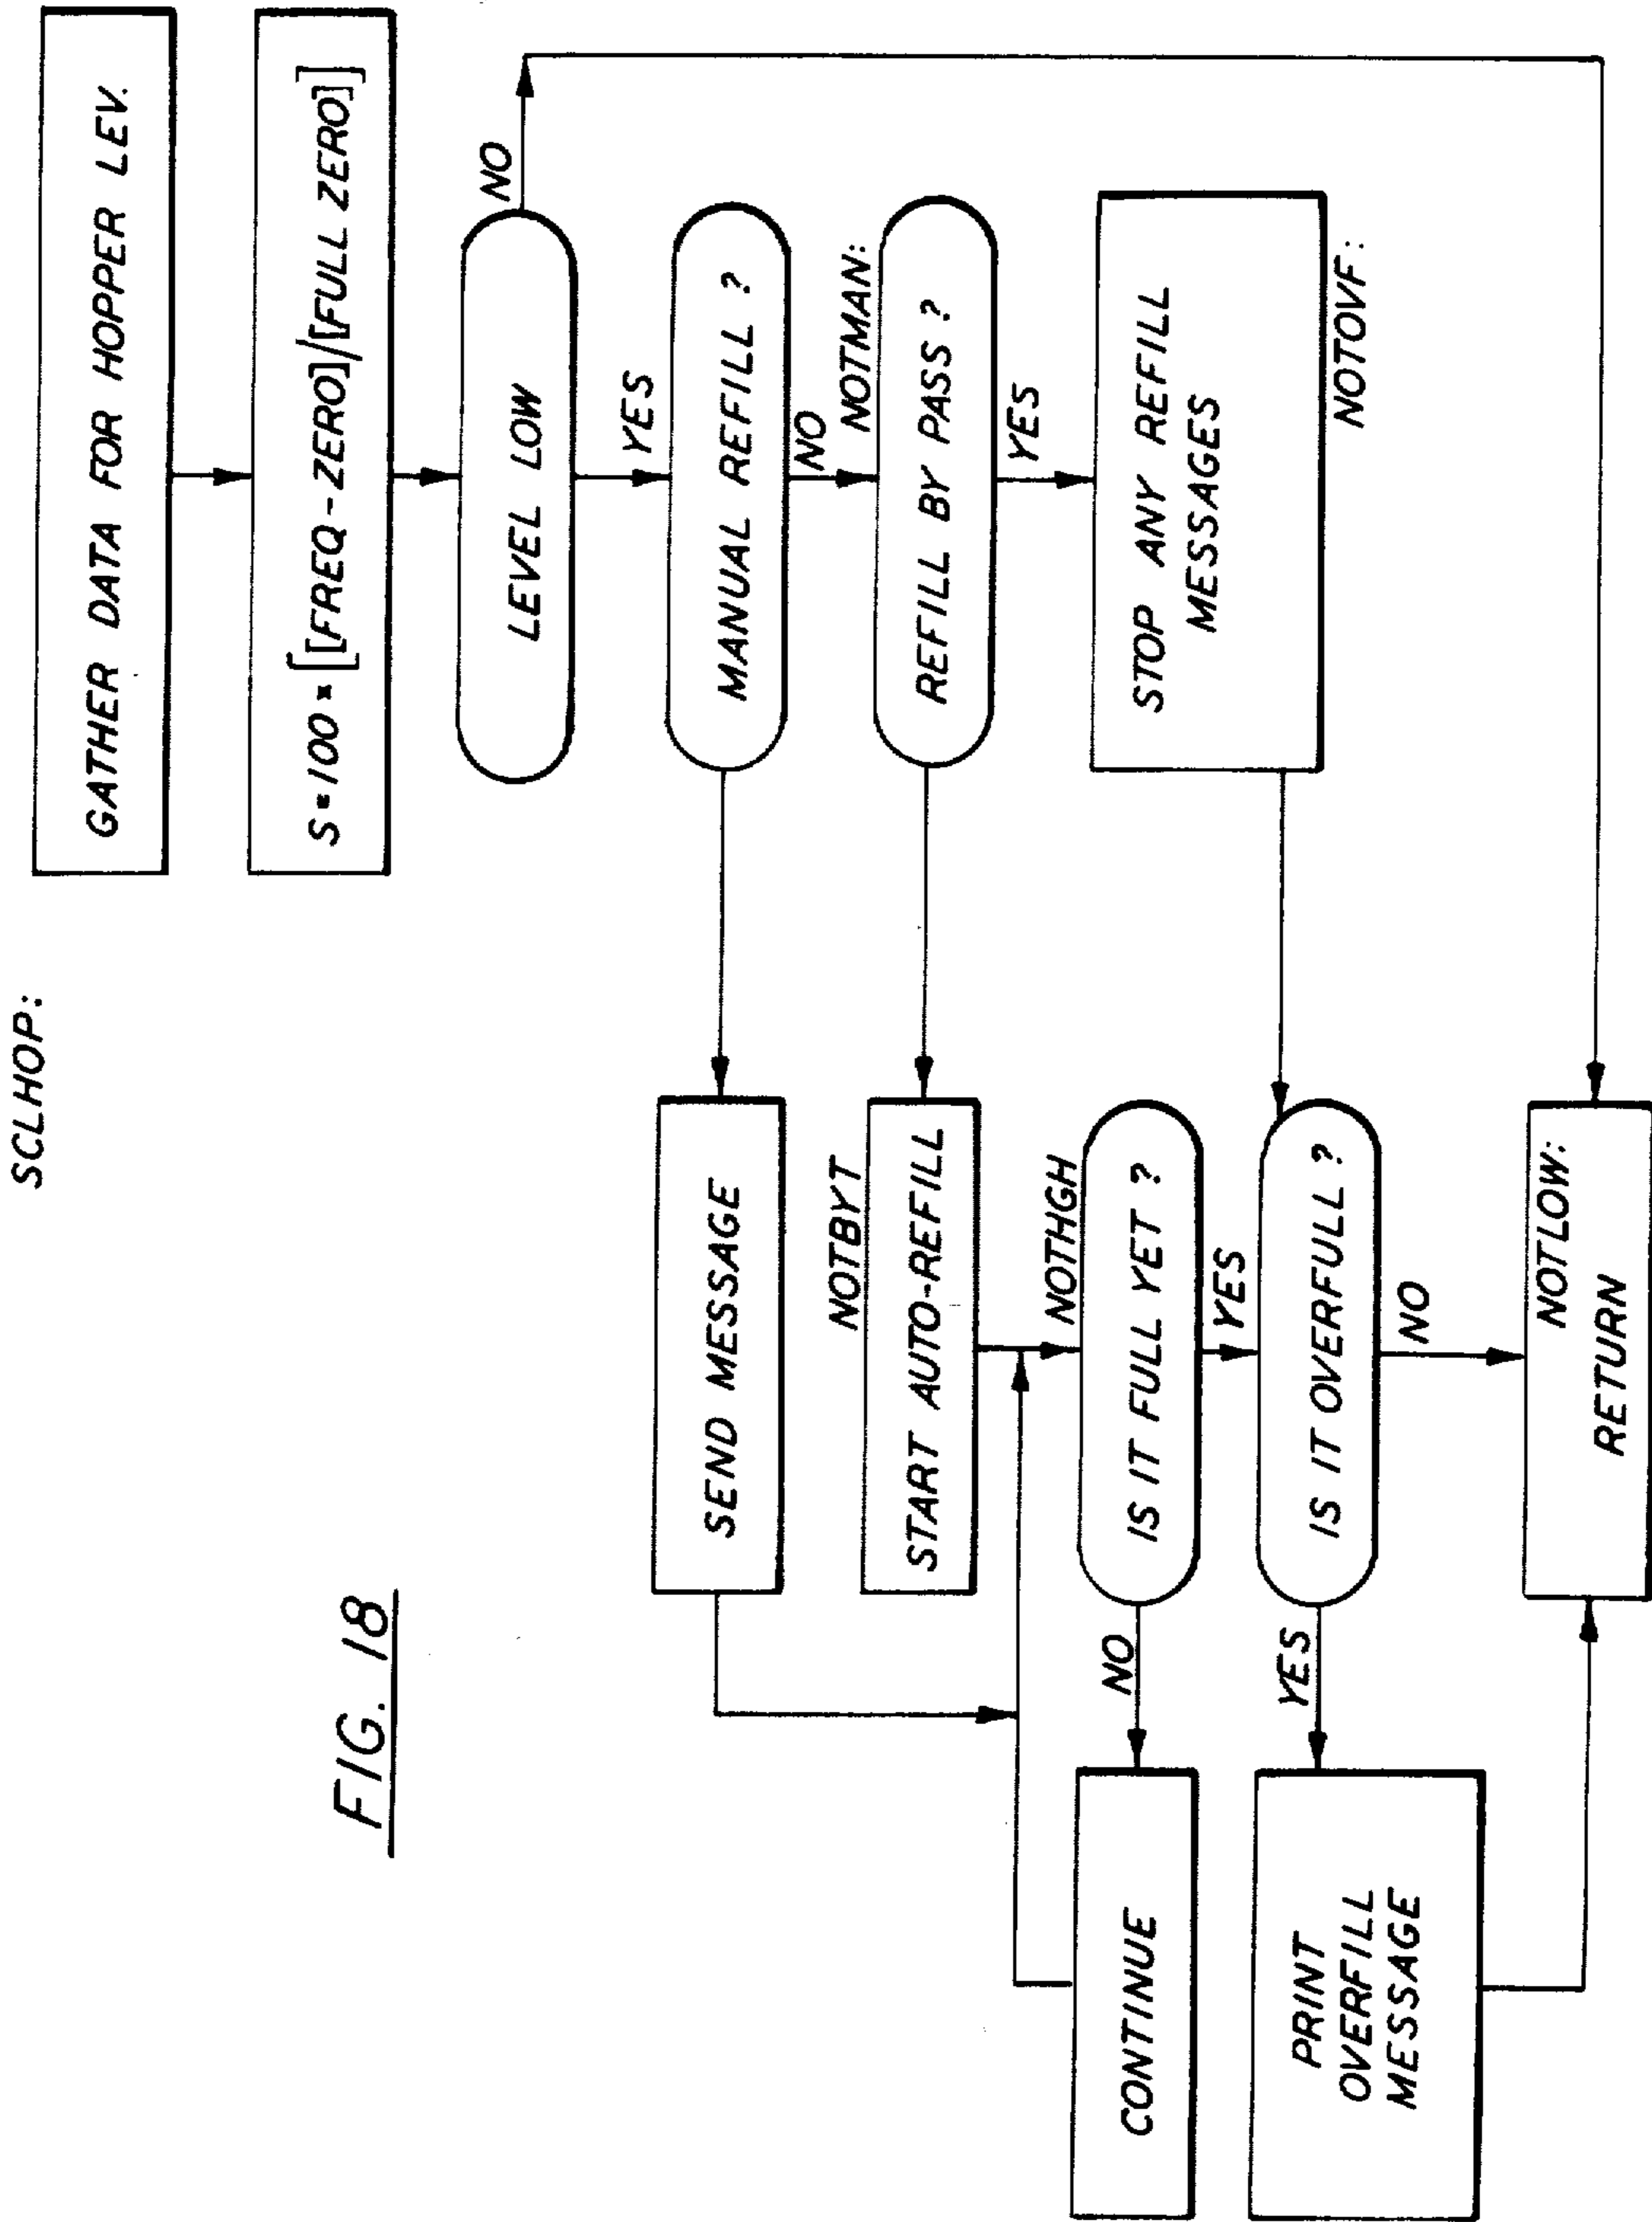 FIG. 18
SCLHOP:
GATHER DATA FOR HOPPER LEV.
S=100×[[FREQ-ZERO]/[FULL ZERO]]
LEVEL LOW
NO
YES
MANUAL REFILL ?
SEND MESSAGE
NO
NOTMAN:
REFILL BY PASS ?
NOTBYT
START AUTO-REFILL
YES
STOP ANY REFILL
MESSAGES
NOTOVF:
NOTHGH
IS IT FULL YET ?
NO
CONTINUE
YES
IS IT OVERFULL ?
YES
PRINT
OVERFILL
MESSAGE
NO
NOTLOW:
RETURN